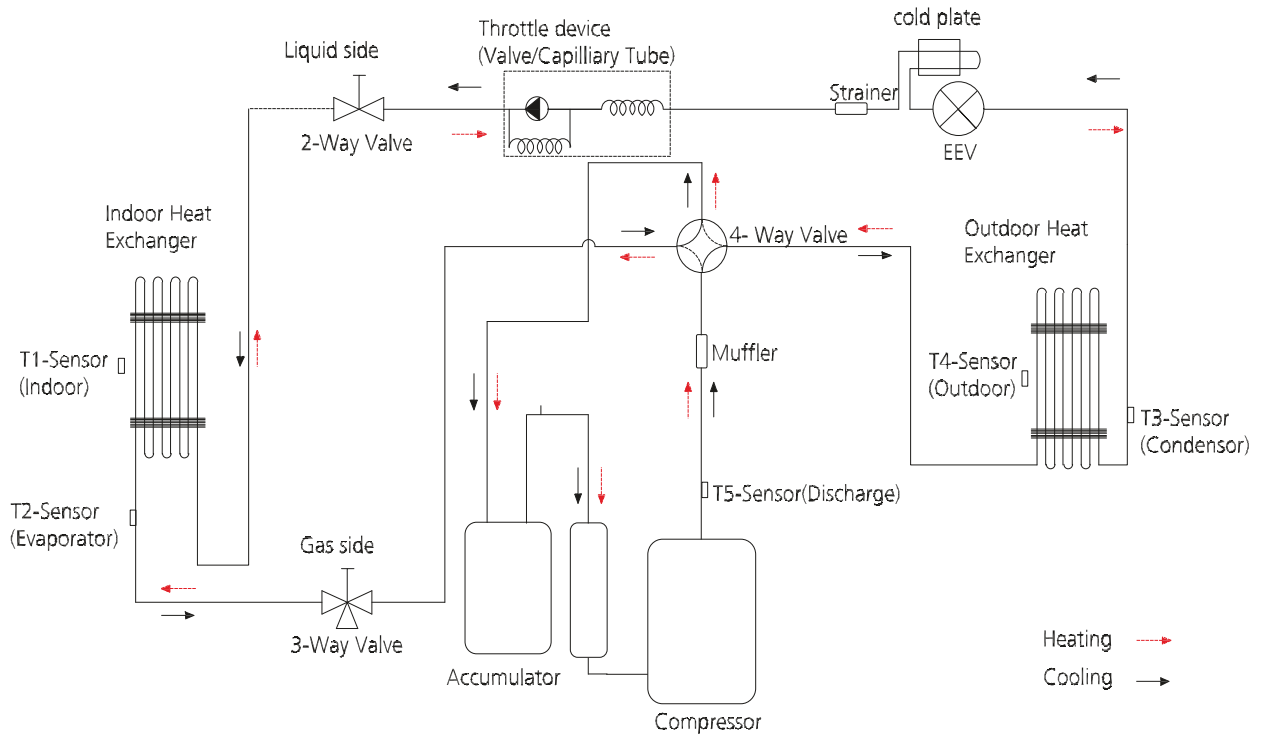 cold plate
Throttle device
(Valve/Capilliary Tube)
Liquid side
Strainer
2-Way Valve
EEV
Indoor Heat
Exchanger
4- Way Valve
Outdoor Heat
Exchanger
Muffler
T1-Sensor
(Indoor)
T4-Sensor
(Outdoor)
T3-Sensor
(Condensor)
T5-Sensor(Discharge)
T2-Sensor
(Evaporator)
Gas side
3-Way Valve
Accumulator
Compressor
Heating
Cooling